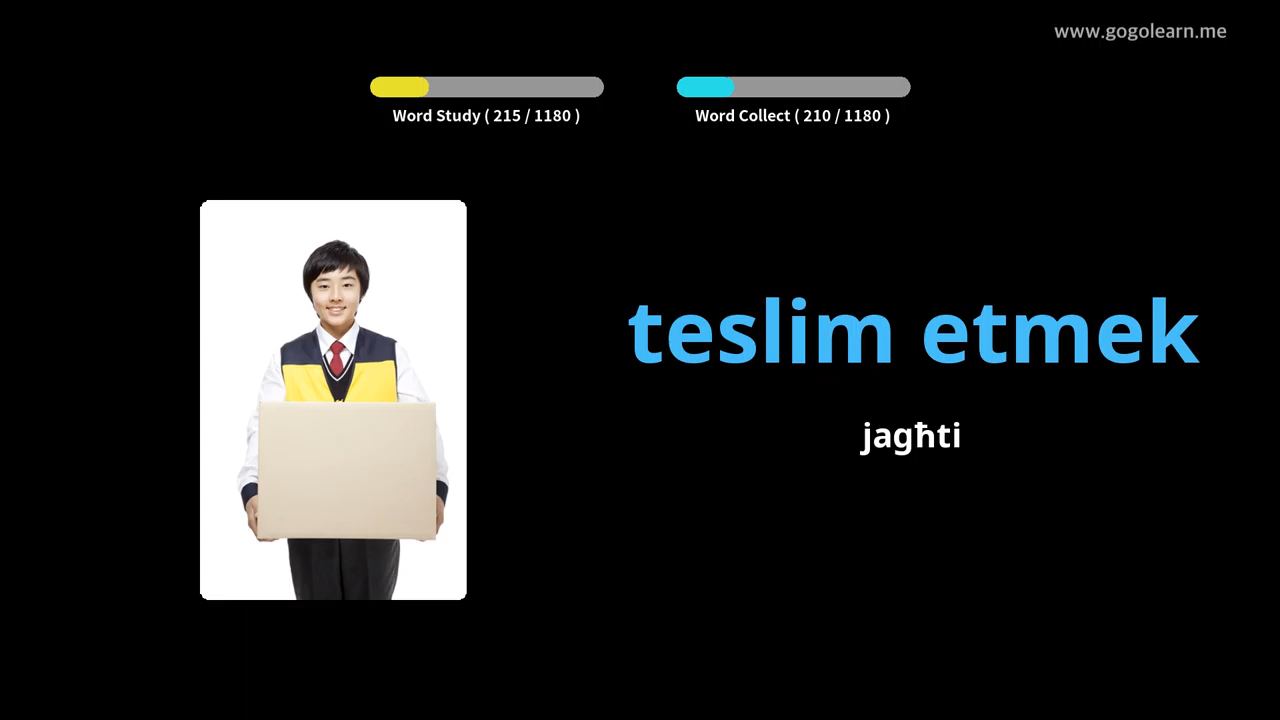 www.gogolearn.me
Word Study ( 215 / 1180 )
Word Collect ( 210 / 1180 )
teslim etmek
jagħti